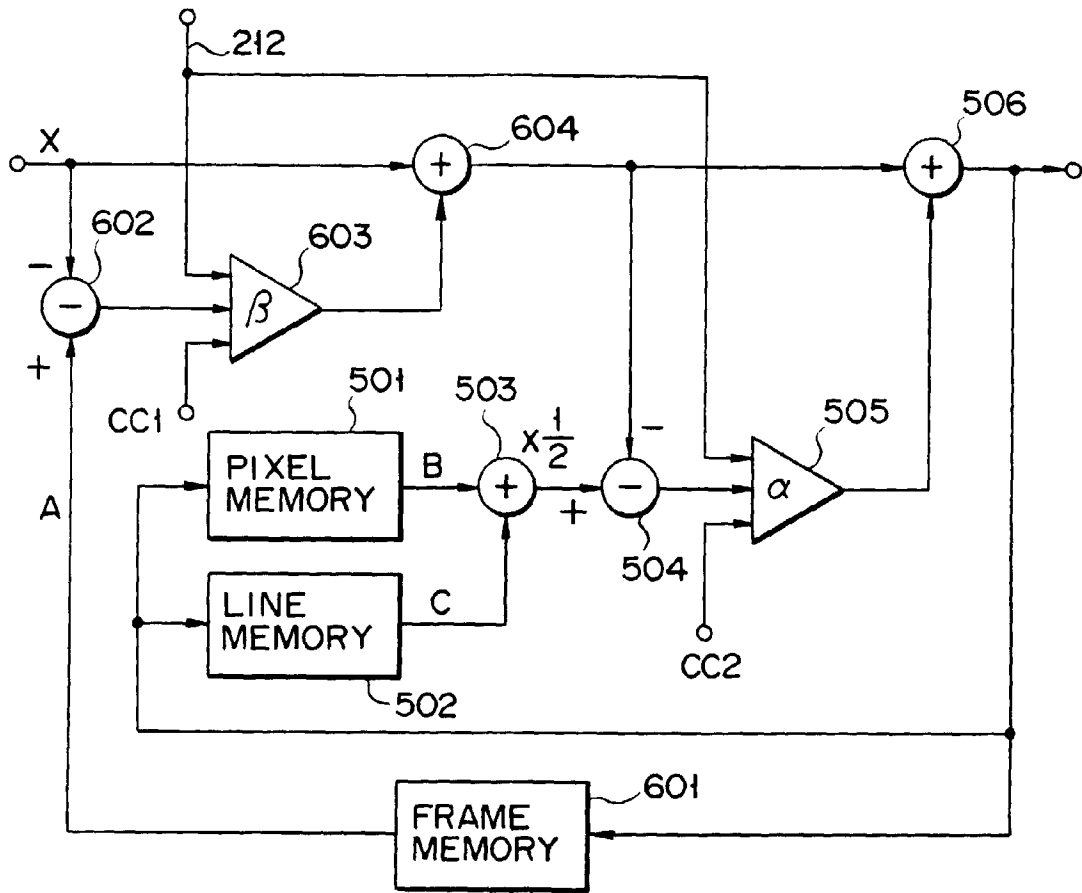 212
X
604
506
+
+
602
603
−
−
β
+
CC1
501
503
X 1/2
−
505
PIXEL
MEMORY
B
+
−
α
A
+
504
LINE
MEMORY
C
CC2
502
601
FRAME
MEMORY